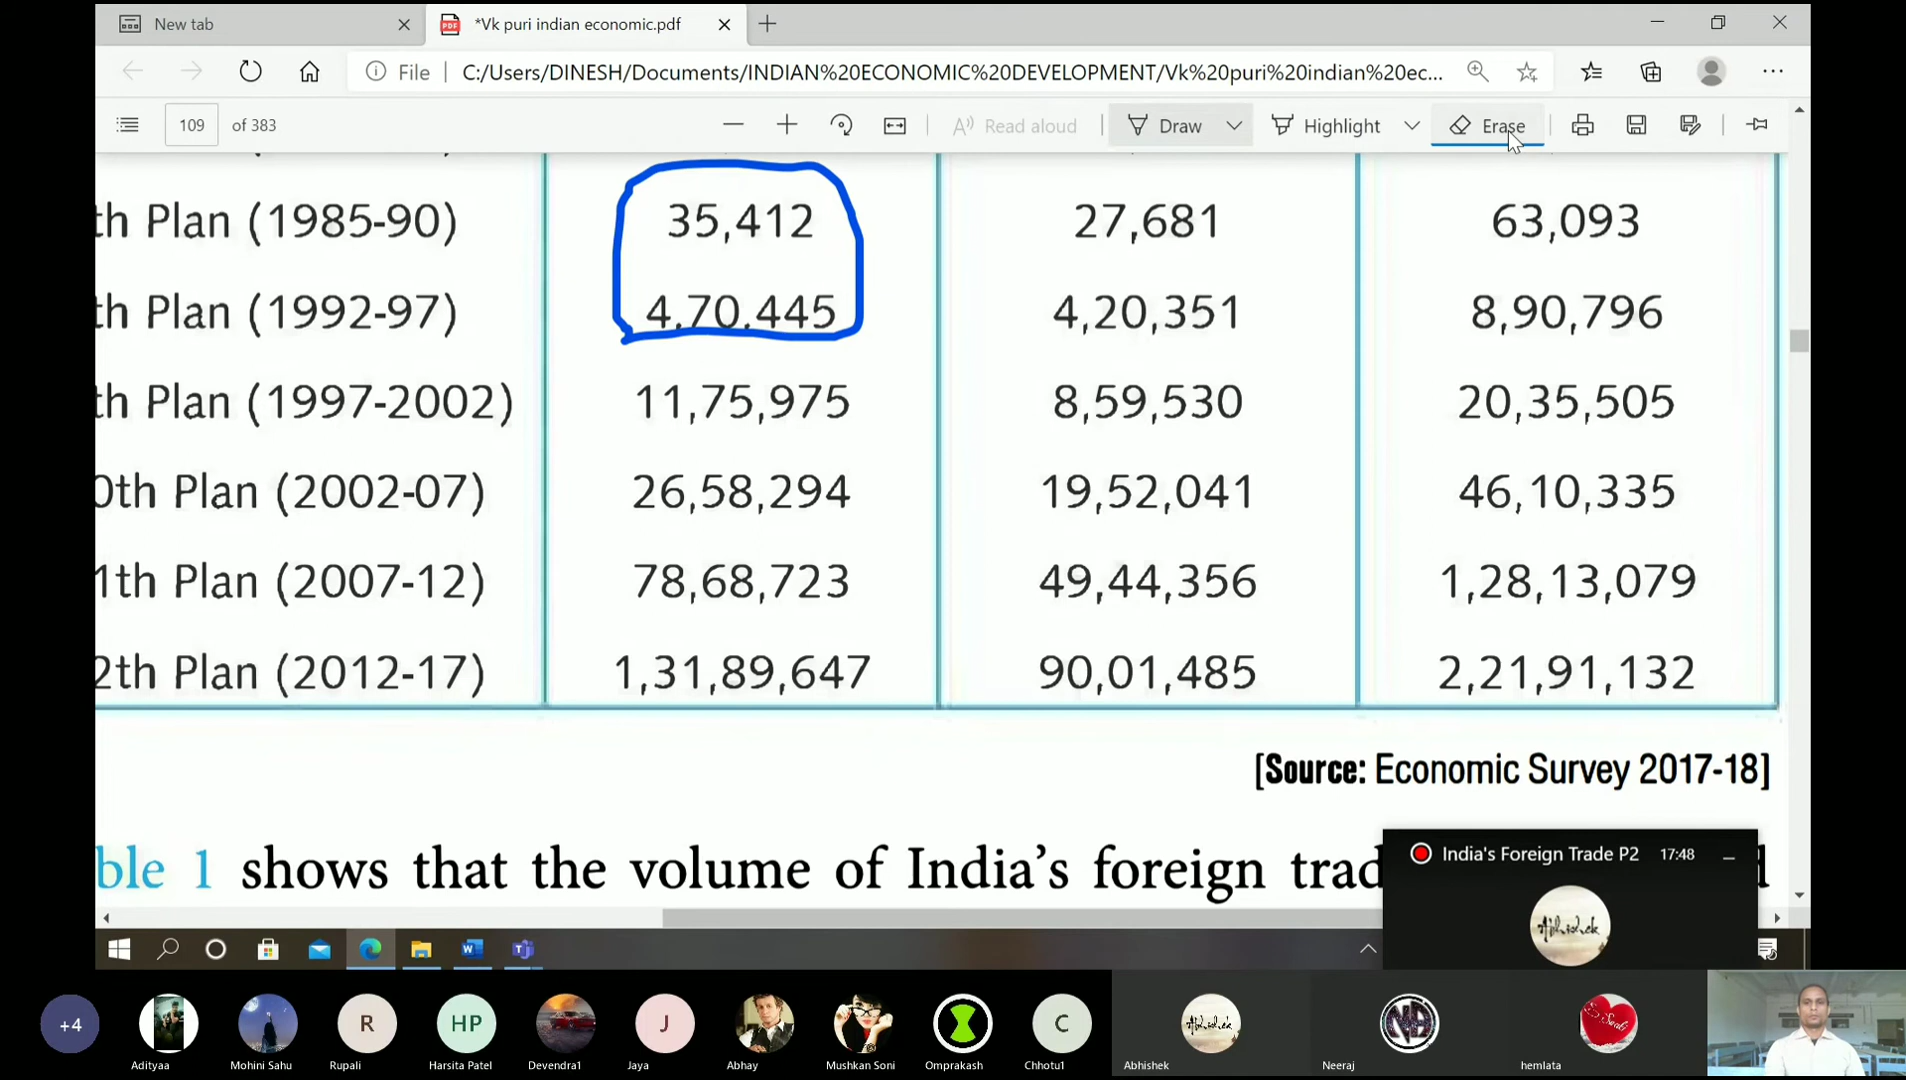 New tab
*Vk puri indian economic.pdf
File | C:/Users/DINESH/Documents/INDIAN%20ECONOMIC%20DEVELOPMENT/Vk%20puri%20indian%20ec...
109 of 383 Read aloud Draw Highlight Erase
th Plan (1985-90) 35,412 27,681 63,093
th Plan (1992-97) 4,70,445 4,20,351 8,90,796
th Plan (1997-2002) 11,75,975 8,59,530 20,35,505
0th Plan (2002-07) 26,58,294 19,52,041 46,10,335
1th Plan (2007-12) 78,68,723 49,44,356 1,28,13,079
2th Plan (2012-17) 1,31,89,647 90,01,485 2,21,91,132
[Source: Economic Survey 2017-18]
ble 1 shows that the volume of India's foreign trad
India's Foreign Trade P2 17:48
Abhishek
+4 R HP J C
Adityaa Mohini Sahu Rupali Harsita Patel Devendra1 Jaya Abhay Mushkan Soni Omprakash Chhotu1 Abhishek Neeraj hemlata